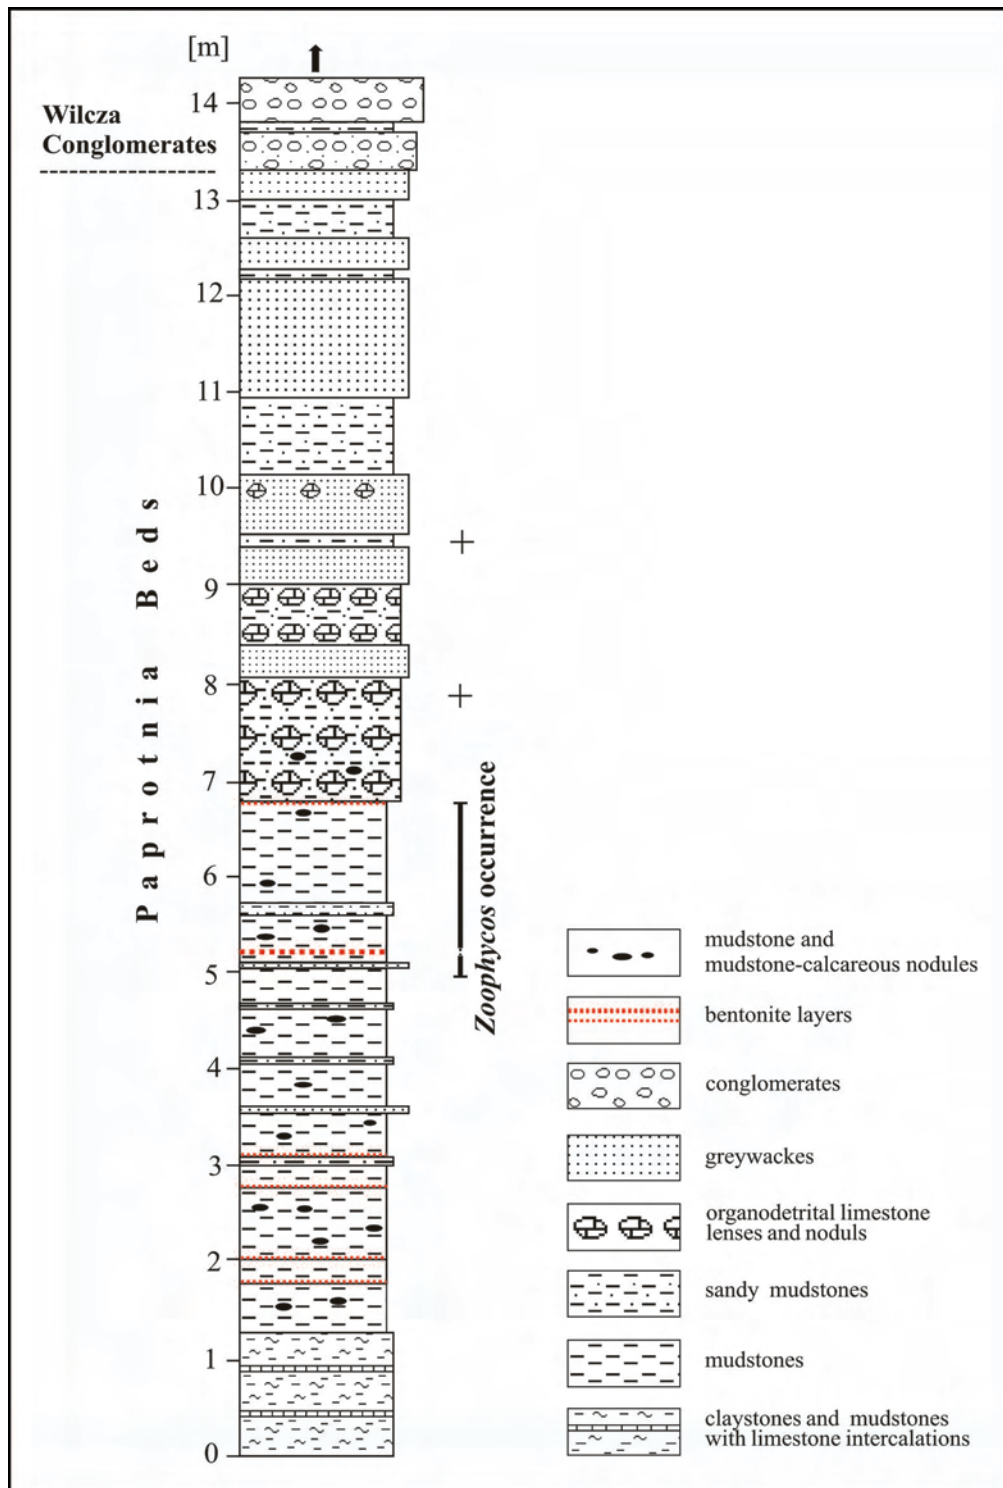 [m]
14
Wilcza
Conglomerates
13
12
11
10
9
8
7
6
5
4
3
2
1
0
Paprotnia Beds
Zoophycos occurrence
mudstone and
mudstone-calcareous nodules
bentonite layers
conglomerates
greywackes
organodetrital limestone
lenses and noduls
sandy mudstones
mudstones
claystones and mudstones
with limestone intercalations